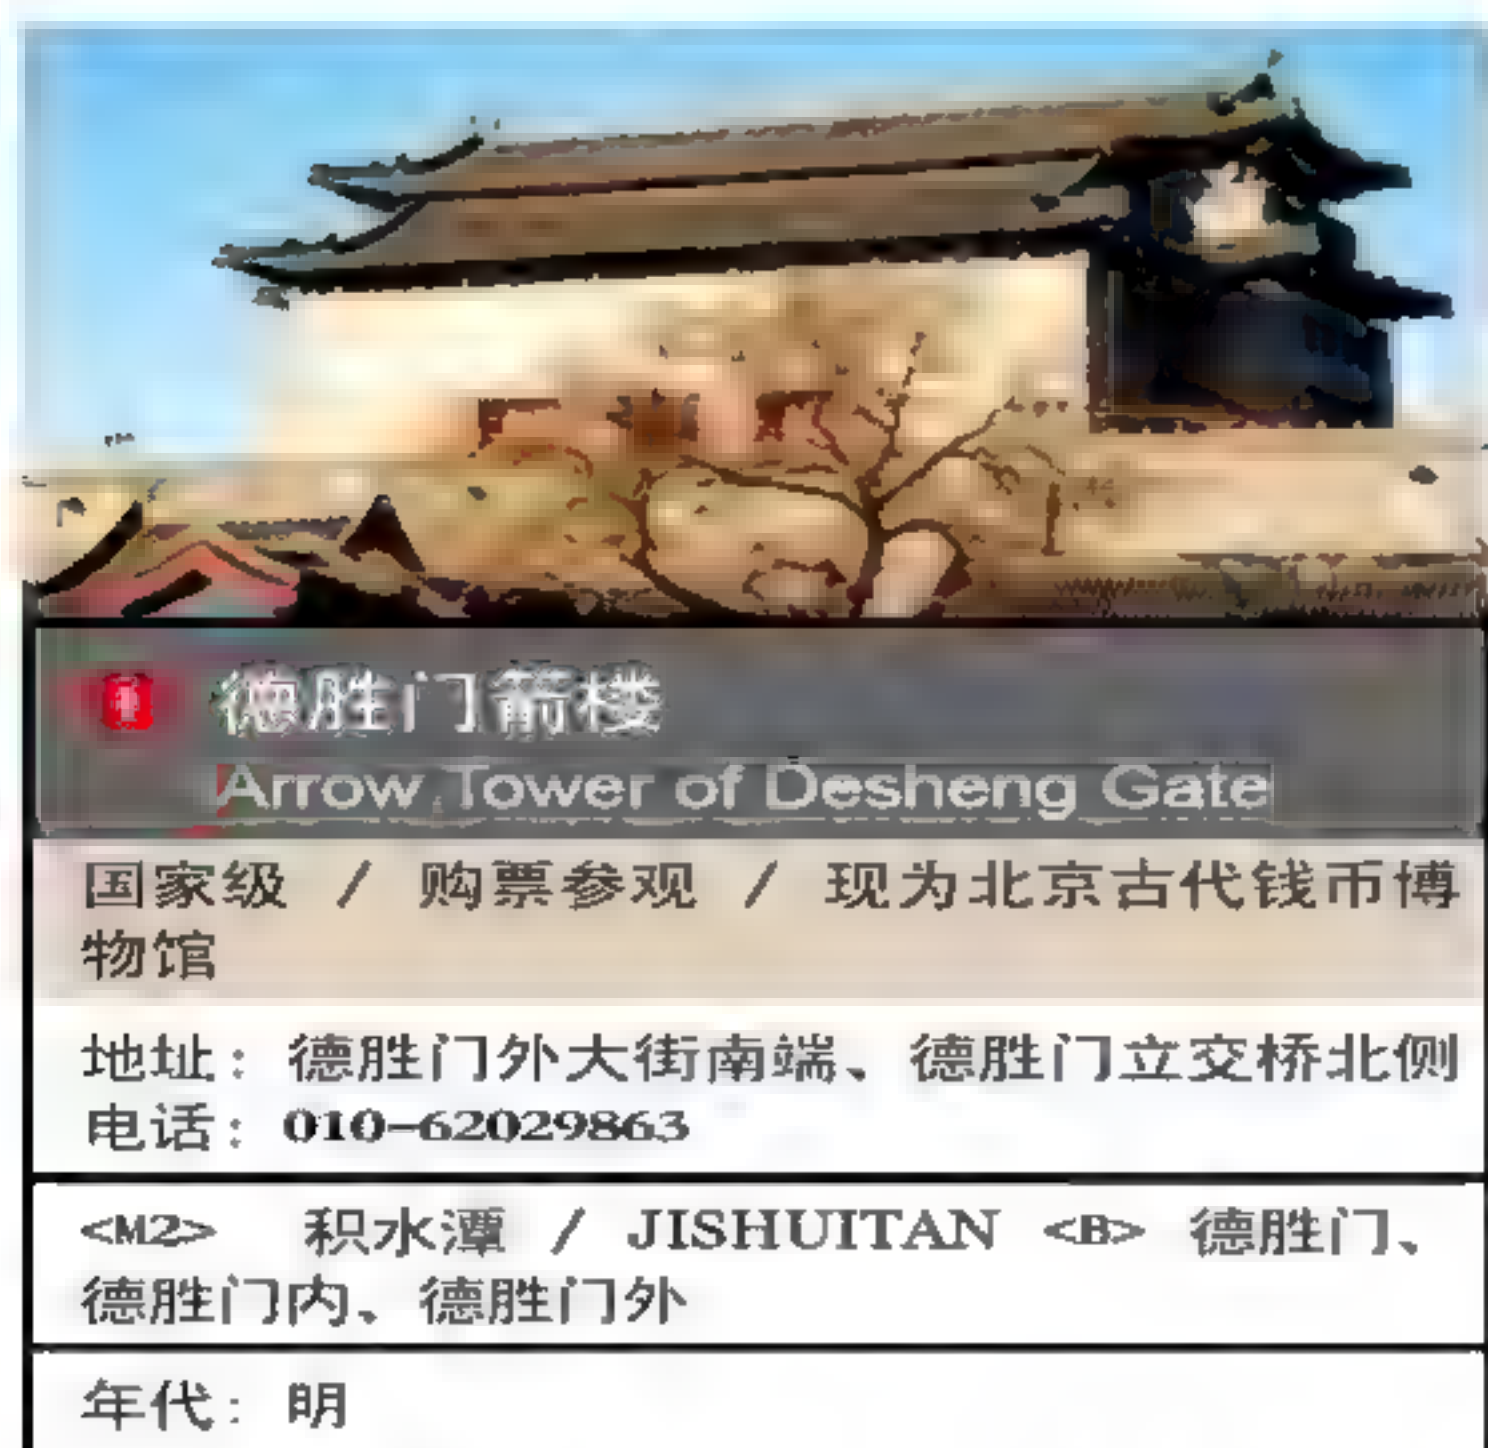 德胜门箭楼
Arrow Tower of Desheng Gate
国家级 / 购票参观 / 现为北京古代钱币博
物馆
地址: 德胜门外大街南端、德胜门立交桥北侧
电话: 010-62029863
<M2> 积水潭 / JISHUITAN <B> 德胜门、
德胜门内、德胜门外
年代: 明